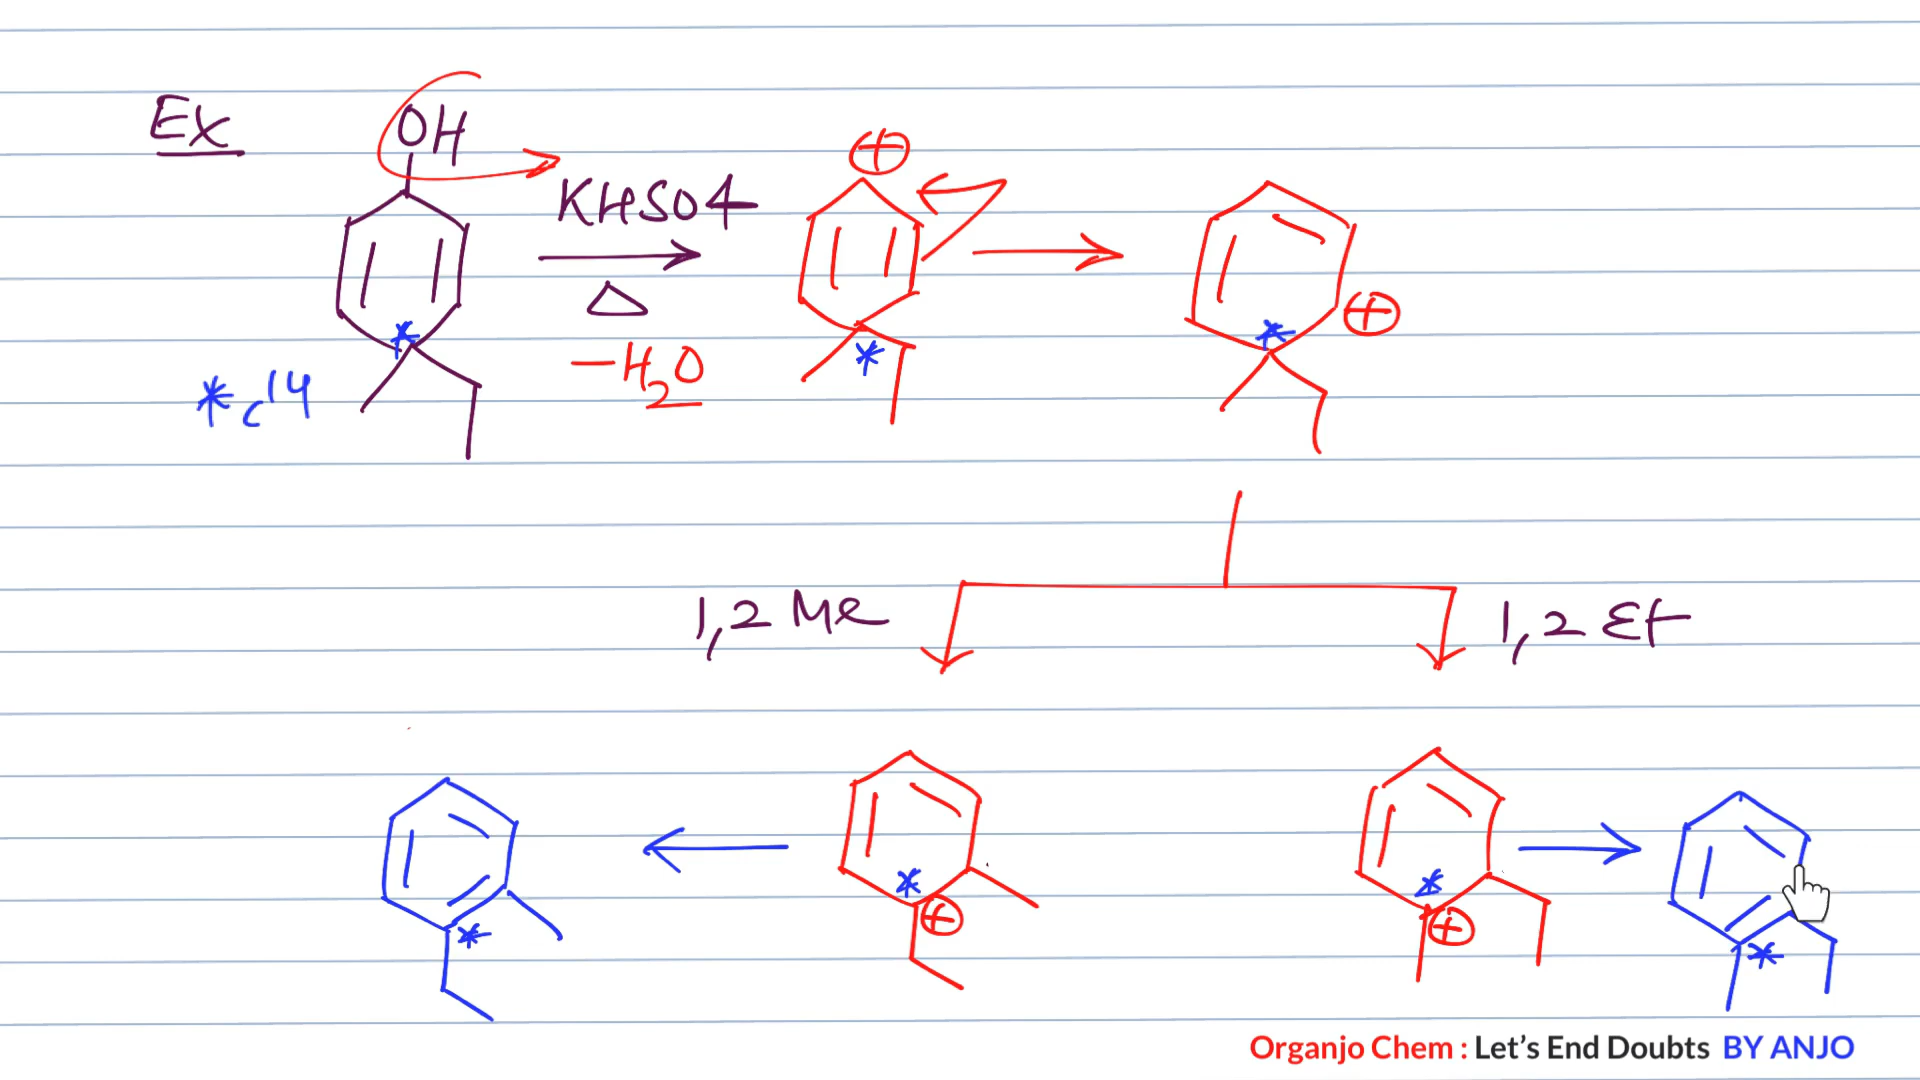 Ex
OH
⊕
KHSO4
Δ
⊕
*
*
*
-H2O
* C14
1,2 Me
1,2 Et
*
*
*
⊕
⊕
*
Organjo Chem : Let's End Doubts BY ANJO